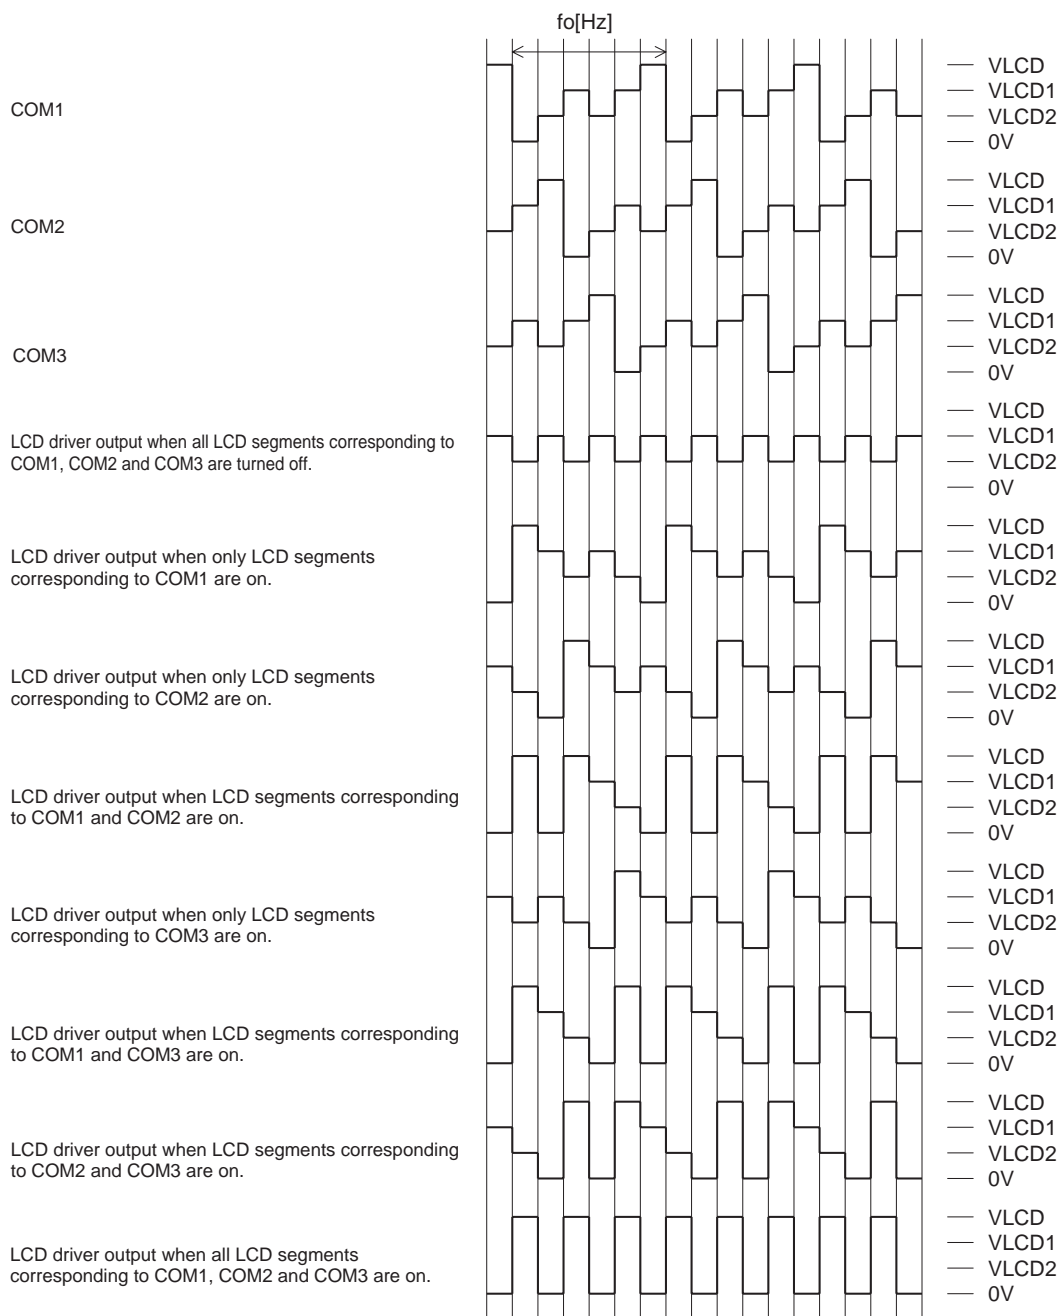 fo[Hz]
COM1
VLCD
VLCD1
VLCD2
0V
COM2
VLCD
VLCD1
VLCD2
0V
COM3
VLCD
VLCD1
VLCD2
0V
LCD driver output when all LCD segments corresponding to
COM1, COM2 and COM3 are turned off.
VLCD
VLCD1
VLCD2
0V
LCD driver output when only LCD segments
corresponding to COM1 are on.
VLCD
VLCD1
VLCD2
0V
LCD driver output when only LCD segments
corresponding to COM2 are on.
VLCD
VLCD1
VLCD2
0V
LCD driver output when LCD segments corresponding
to COM1 and COM2 are on.
VLCD
VLCD1
VLCD2
0V
LCD driver output when only LCD segments
corresponding to COM3 are on.
VLCD
VLCD1
VLCD2
0V
LCD driver output when LCD segments corresponding
to COM1 and COM3 are on.
VLCD
VLCD1
VLCD2
0V
LCD driver output when LCD segments corresponding
to COM2 and COM3 are on.
VLCD
VLCD1
VLCD2
0V
LCD driver output when all LCD segments
corresponding to COM1, COM2 and COM3 are on.
VLCD
VLCD1
VLCD2
0V